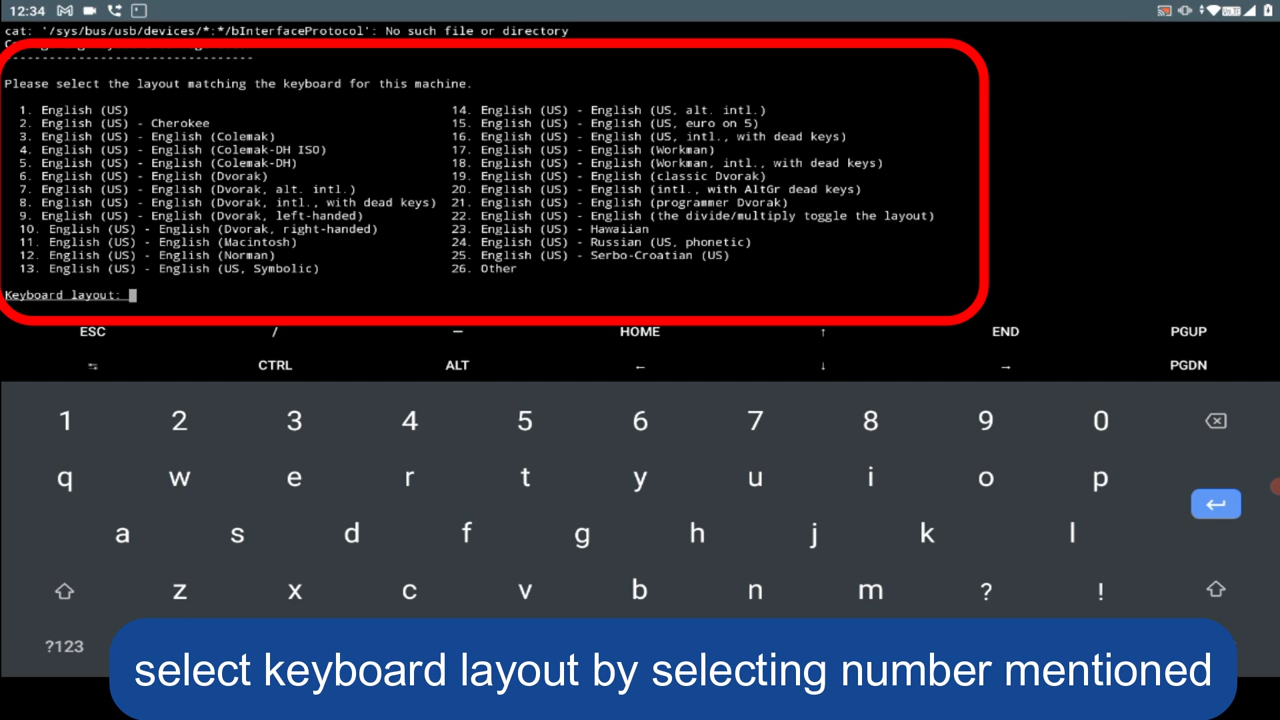 12:34
cat: '/sys/bus/usb/devices/*:*/bInterfaceProtocol': No such file or directory
--------------------------------
Please select the layout matching the keyboard for this machine.
1. English (US)
2. English (US) - Cherokee
3. English (US) - English (Colemak)
4. English (US) - English (Colemak-DH ISO)
5. English (US) - English (Colemak-DH)
6. English (US) - English (Dvorak)
7. English (US) - English (Dvorak, alt. intl.)
8. English (US) - English (Dvorak, intl., with dead keys)
9. English (US) - English (Dvorak, left-handed)
10. English (US) - English (Dvorak, right-handed)
11. English (US) - English (Macintosh)
12. English (US) - English (Norman)
13. English (US) - English (US, Symbolic)
14. English (US) - English (US, alt. intl.)
15. English (US) - English (US, euro on 5)
16. English (US) - English (US, intl., with dead keys)
17. English (US) - English (Workman)
18. English (US) - English (Workman, intl., with dead keys)
19. English (US) - English (classic Dvorak)
20. English (US) - English (intl., with AltGr dead keys)
21. English (US) - English (programmer Dvorak)
22. English (US) - English (the divide/multiply toggle the layout)
23. English (US) - Hawaiian
24. English (US) - Russian (US, phonetic)
25. English (US) - Serbo-Croatian (US)
26. Other
Keyboard layout:
ESC / — HOME ↑ END PGUP
⇆ CTRL ALT ← ↓ → PGDN
1 2 3 4 5 6 7 8 9 0
q w e r t y u i o p
a s d f g h j k l
z x c v b n m ? !
?123
select keyboard layout by selecting number mentioned